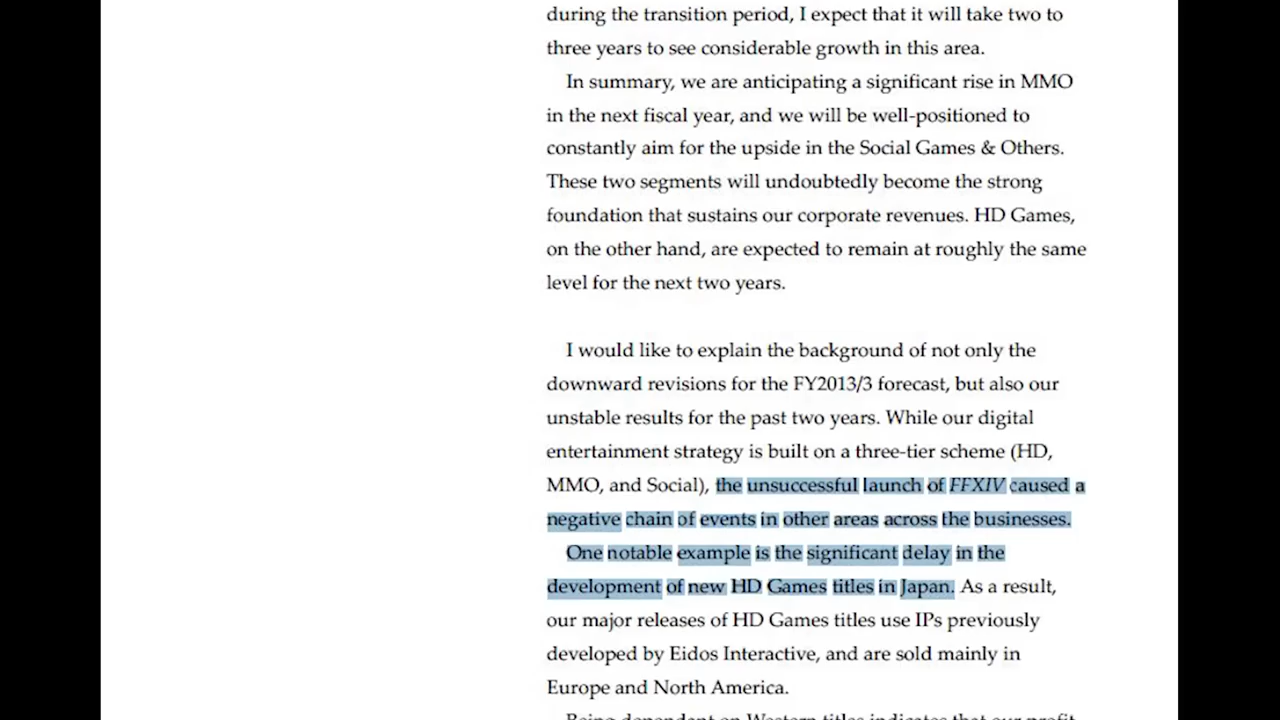 during the transition period, I expect that it will take two to
three years to see considerable growth in this area.
In summary, we are anticipating a significant rise in MMO
in the next fiscal year, and we will be well-positioned to
constantly aim for the upside in the Social Games & Others.
These two segments will undoubtedly become the strong
foundation that sustains our corporate revenues. HD Games,
on the other hand, are expected to remain at roughly the same
level for the next two years.
I would like to explain the background of not only the
downward revisions for the FY2013/3 forecast, but also our
unstable results for the past two years. While our digital
entertainment strategy is built on a three-tier scheme (HD,
MMO, and Social), the unsuccessful launch of FFXIV caused a
negative chain of events in other areas across the businesses.
One notable example is the significant delay in the
development of new HD Games titles in Japan. As a result,
our major releases of HD Games titles use IPs previously
developed by Eidos Interactive, and are sold mainly in
Europe and North America.
Being dependent on Western titles indicates that our profit